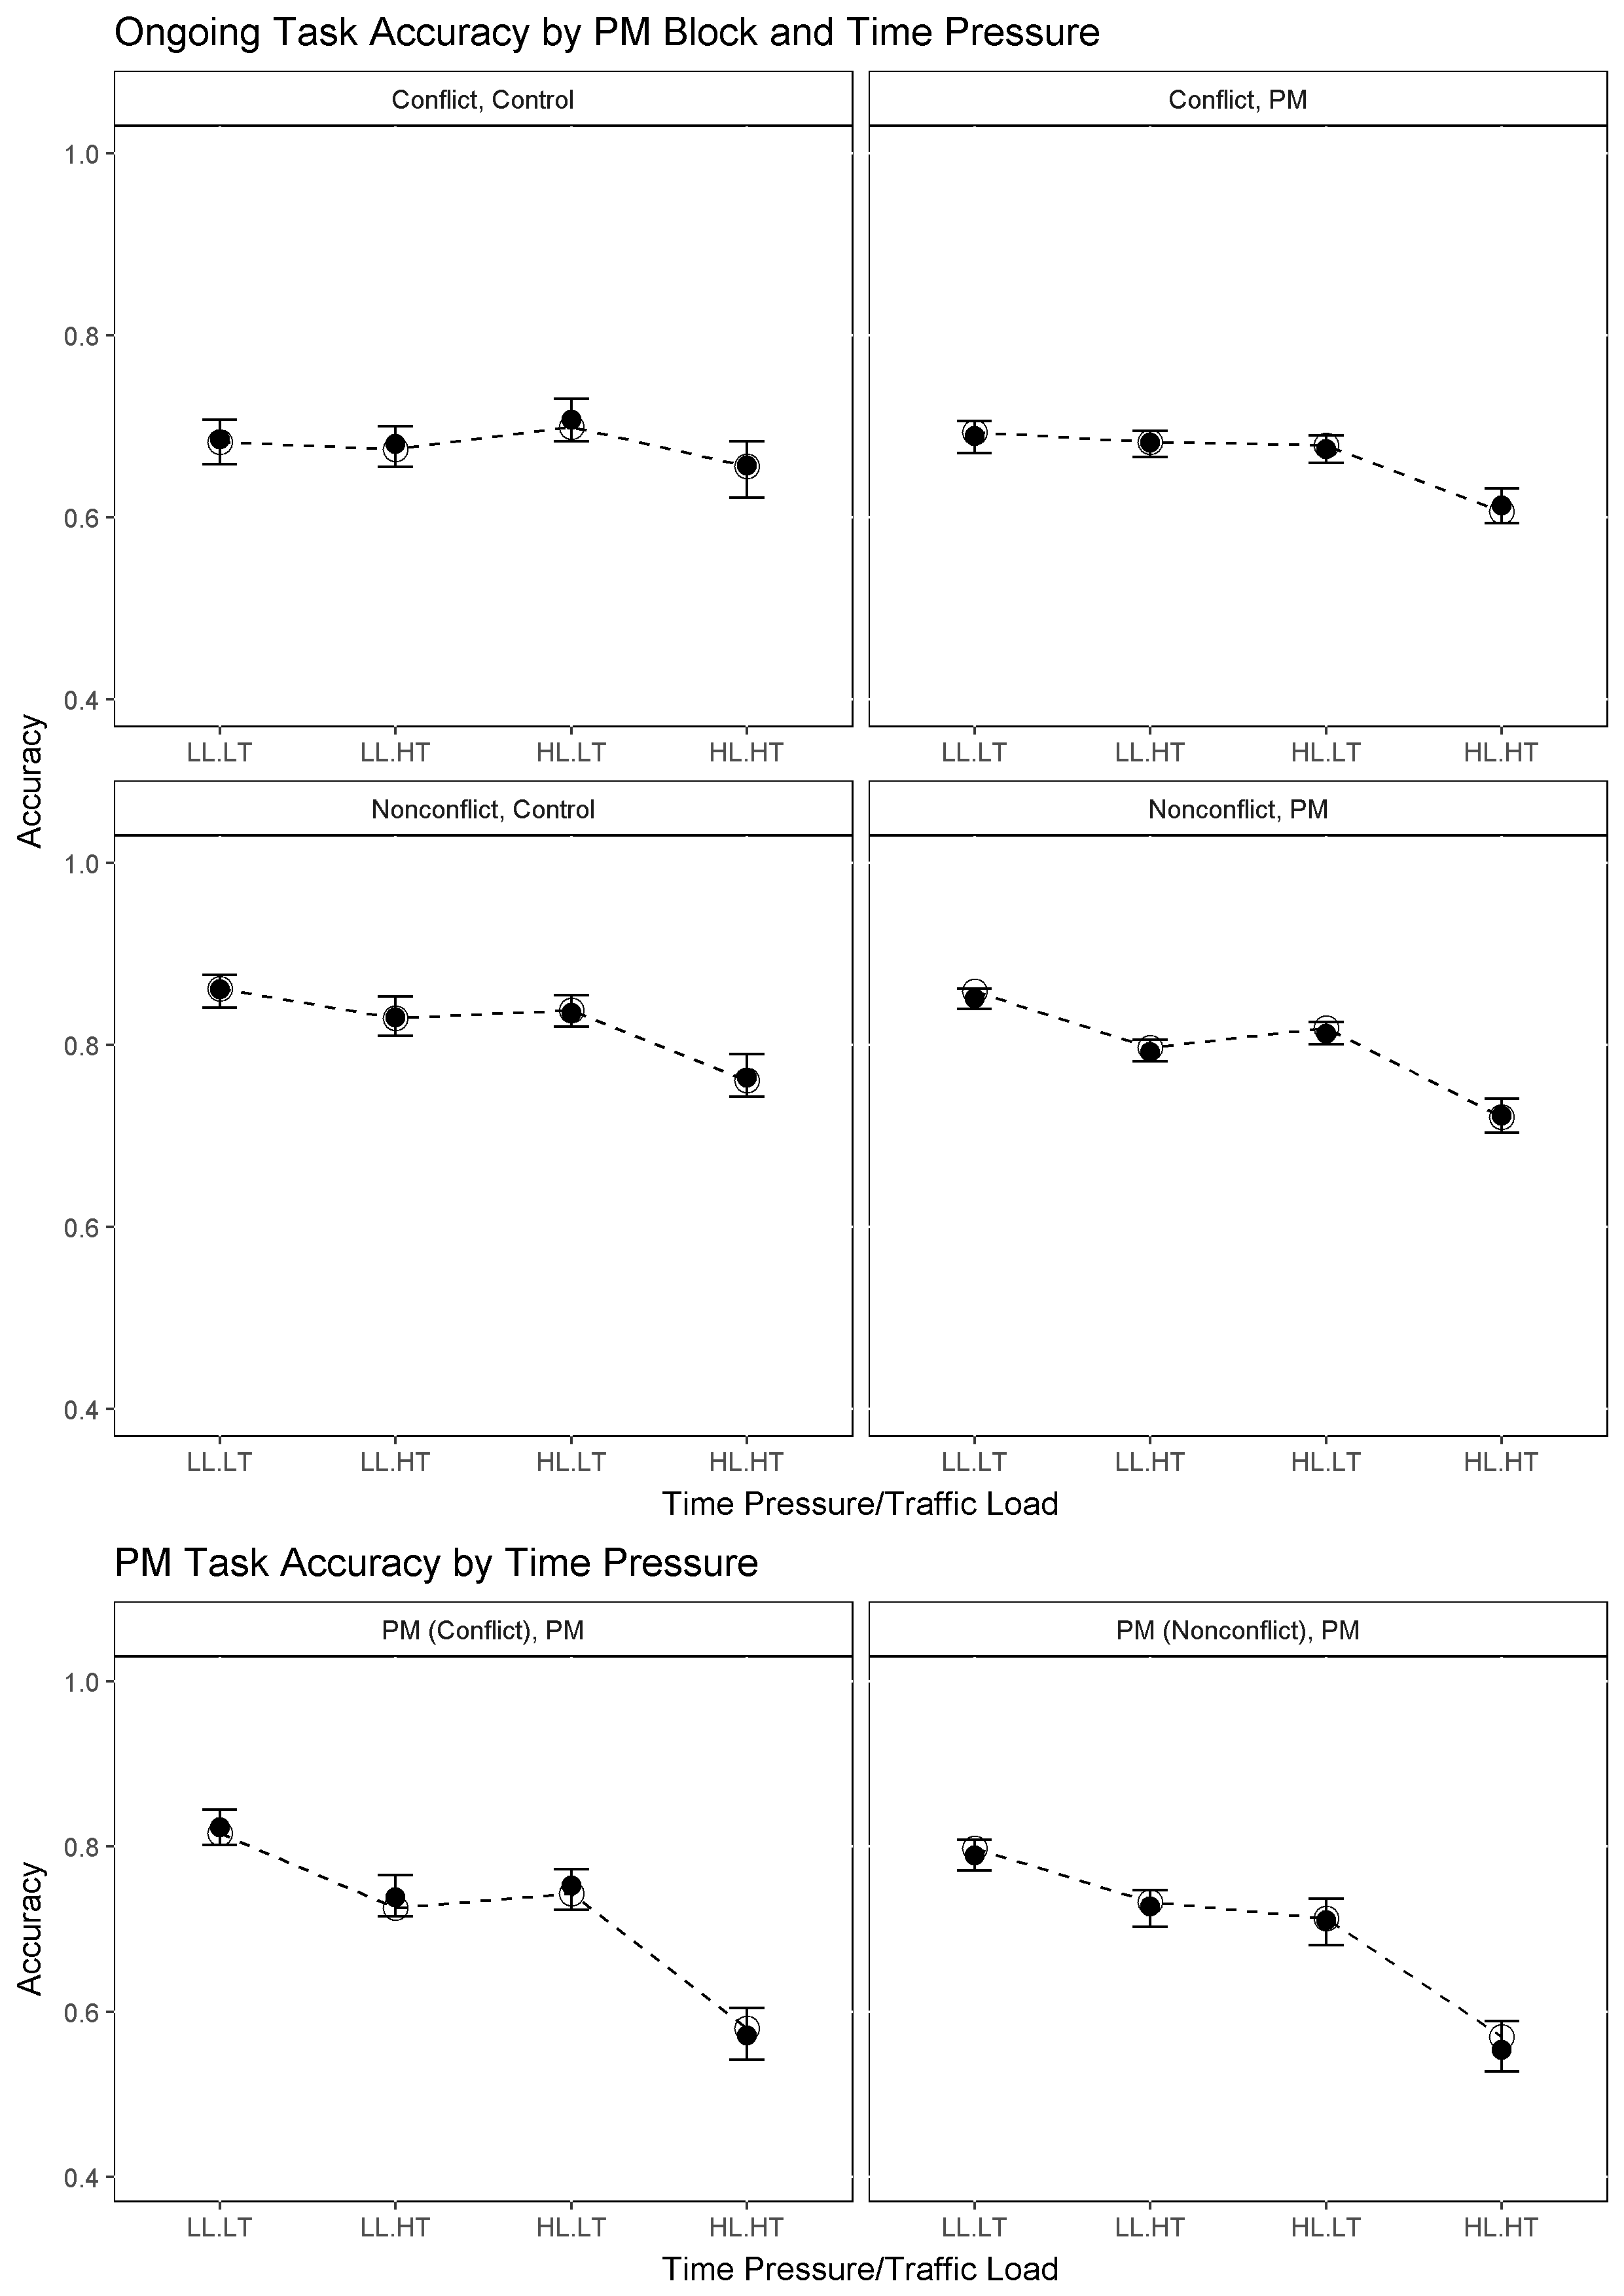 Ongoing Task Accuracy by PM Block and Time Pressure
Conflict, Control
Conflict, PM
1.0
0.8
0.6
0.4
LL.LT LL.HT HL.LT HL.HT
LL.LT LL.HT HL.LT HL.HT
Accuracy
Nonconflict, Control
Nonconflict, PM
1.0
0.8
0.6
0.4
LL.LT LL.HT HL.LT HL.HT
LL.LT LL.HT HL.LT HL.HT
Time Pressure/Traffic Load
PM Task Accuracy by Time Pressure
PM (Conflict), PM
PM (Nonconflict), PM
1.0
0.8
0.6
0.4
Accuracy
LL.LT LL.HT HL.LT HL.HT
LL.LT LL.HT HL.LT HL.HT
Time Pressure/Traffic Load